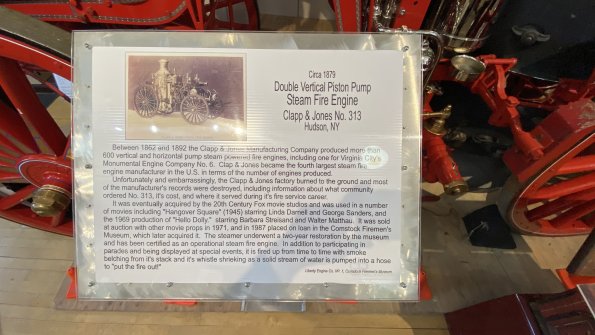 Circa 1879
Double Vertical Piston Pump
Steam Fire Engine
Clapp & Jones No. 313
Hudson, NY
Between 1862 and 1892 the Clapp & Jones Manufacturing Company produced more than
600 vertical and horizontal pump steam powered fire engines, including one for Virginia City's
Monumental Engine Company No. 6. Clap & Jones became the fourth largest steam fire
engine manufacturer in the U.S. in terms of the number of engines produced.
Unfortunately and embarrassingly, the Clapp & Jones factory burned to the ground and most
of the manufacturer's records were destroyed, including information about what community
ordered No. 313, it's cost, and where it served during it's fire service career.
It was eventually acquired by the 20th Century Fox movie studios and was used in a number
of movies including "Hangover Square" (1945) starring Linda Darnell and George Sanders, and
the 1969 production of "Hello Dolly" starring Barbara Streisand and Walter Matthau. It was sold
at auction with other movie props in 1971, and in 1987 placed on loan in the Comstock Firemen's
Museum, which later acquired it. The steamer underwent a two-year restoration by the museum
and has been certified as an operational steam fire engine. In addition to participating in
parades and being displayed at special events, it is fired up from time to time with smoke
belching from it's stack and it's whistle shrieking as a solid stream of water is pumped into a hose
to "put the fire out!"
Liberty Engine Co. No. 1, Comstock Firemen's Museum